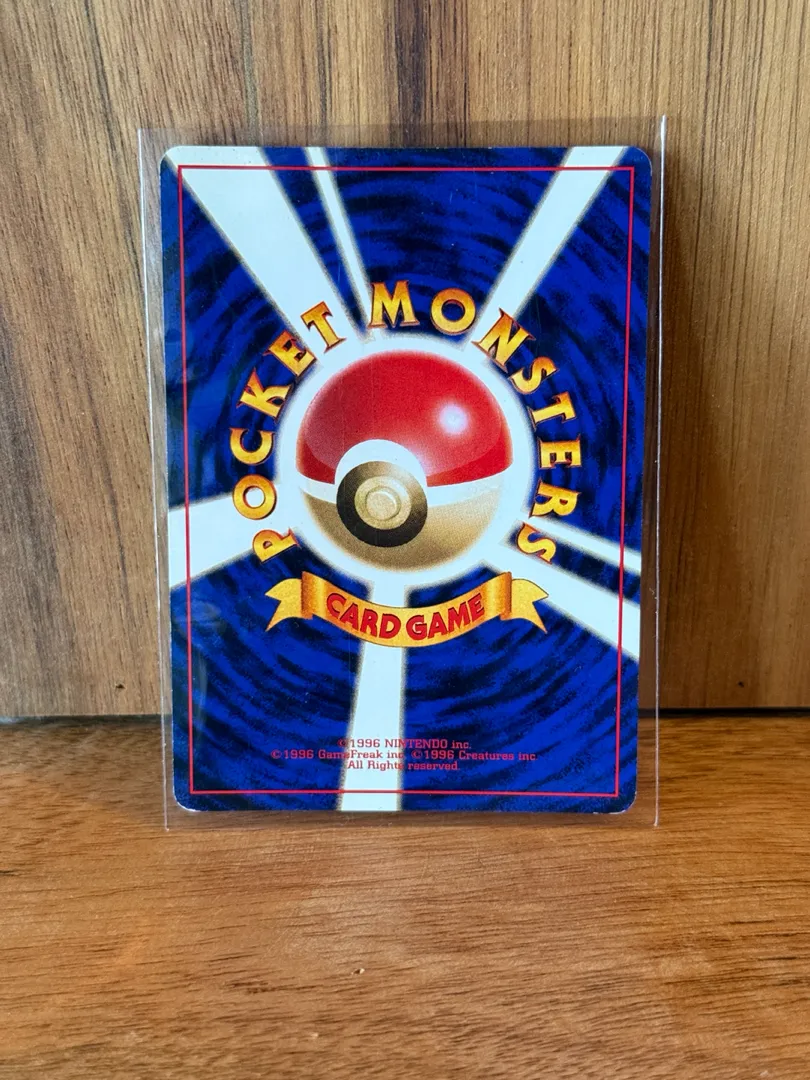 POCKET MONSTERS
CARD GAME
©1996 NINTENDO inc.
©1996 GameFreak inc. ©1996 Creatures inc.
All Rights reserved.